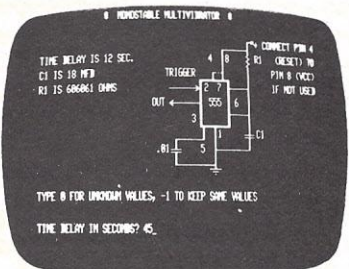 0 MONOSTABLE MULTIVIBRATOR 0
TIME DELAY IS 12 SEC.
C1 IS 18 MFD
R1 IS 606061 OHMS
CONNECT PIN 4
(RESET) TO
PIN 8 (VCC)
IF NOT USED
4 8
R1
TRIGGER
2 7
OUT
555
6
3
1
C1
.01
5
TYPE 0 FOR UNKNOWN VALUES, -1 TO KEEP SAME VALUES
TIME DELAY IN SECONDS? 45_